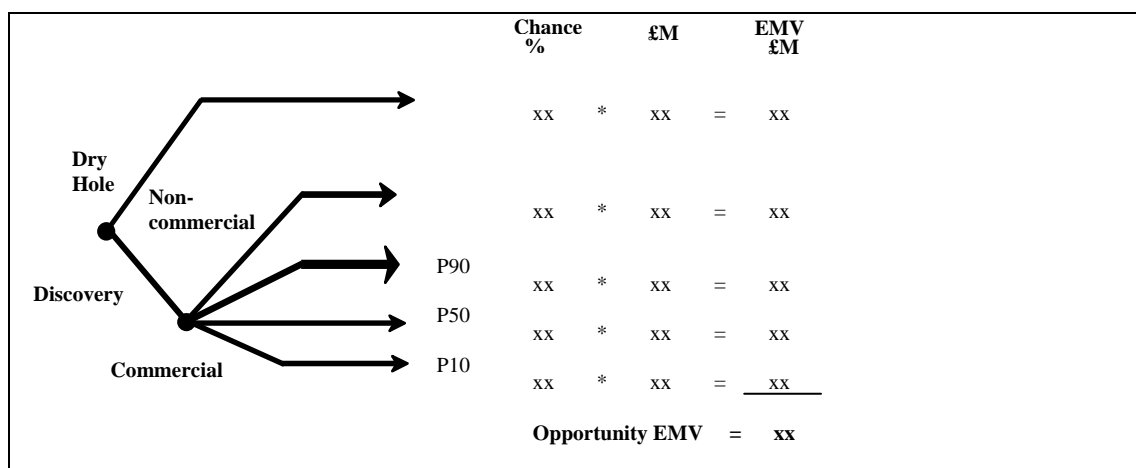 Chance £M EMV
% £M
xx * xx = xx
Dry
Hole
Non-
commercial
xx * xx = xx
P90
xx * xx = xx
Discovery
P50
xx * xx = xx
Commercial
P10
xx * xx = xx
Opportunity EMV = xx